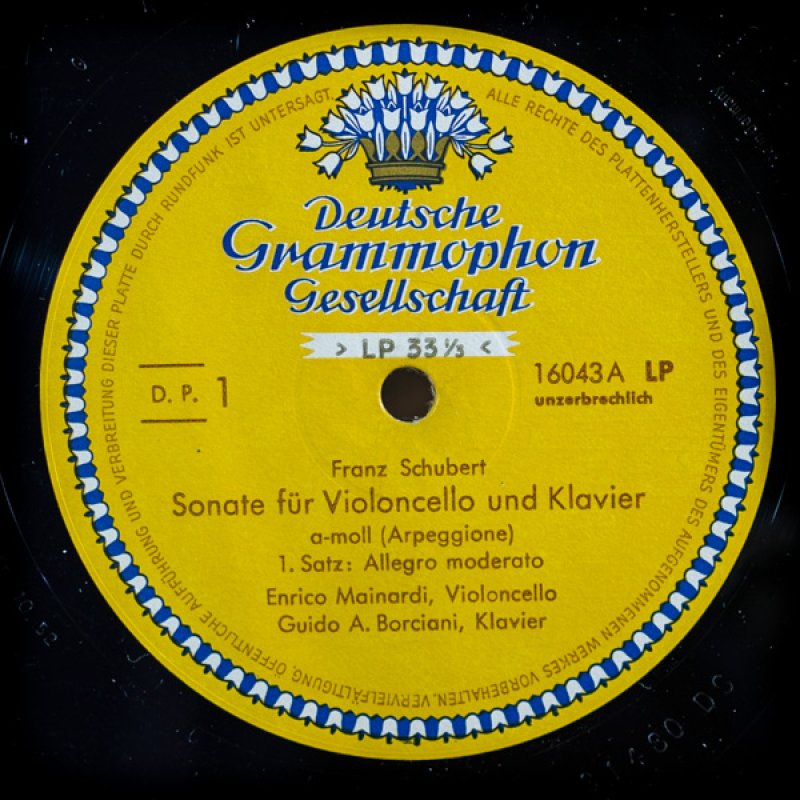 Deutsche
Grammophon
Gesellschaft
> LP 33 1/3 <
D. P. 1
16043 A LP
unzerbrechlich
Franz Schubert
Sonate für Violoncello und Klavier
a-moll (Arpeggione)
1. Satz: Allegro moderato
Enrico Mainardi, Violoncello
Guido A. Borciani, Klavier
ALLE RECHTE DES PLATTENHERSTELLERS UND DES EIGENTÜMERS DES AUFGENOMMENEN WERKES VORBEHALTEN. VERVIELFÄLTIGUNG, ÖFFENTLICHE AUFFÜHRUNG UND VERBREITUNG DIESER PLATTE DURCH RUNDFUNK IST UNTERSAGT.